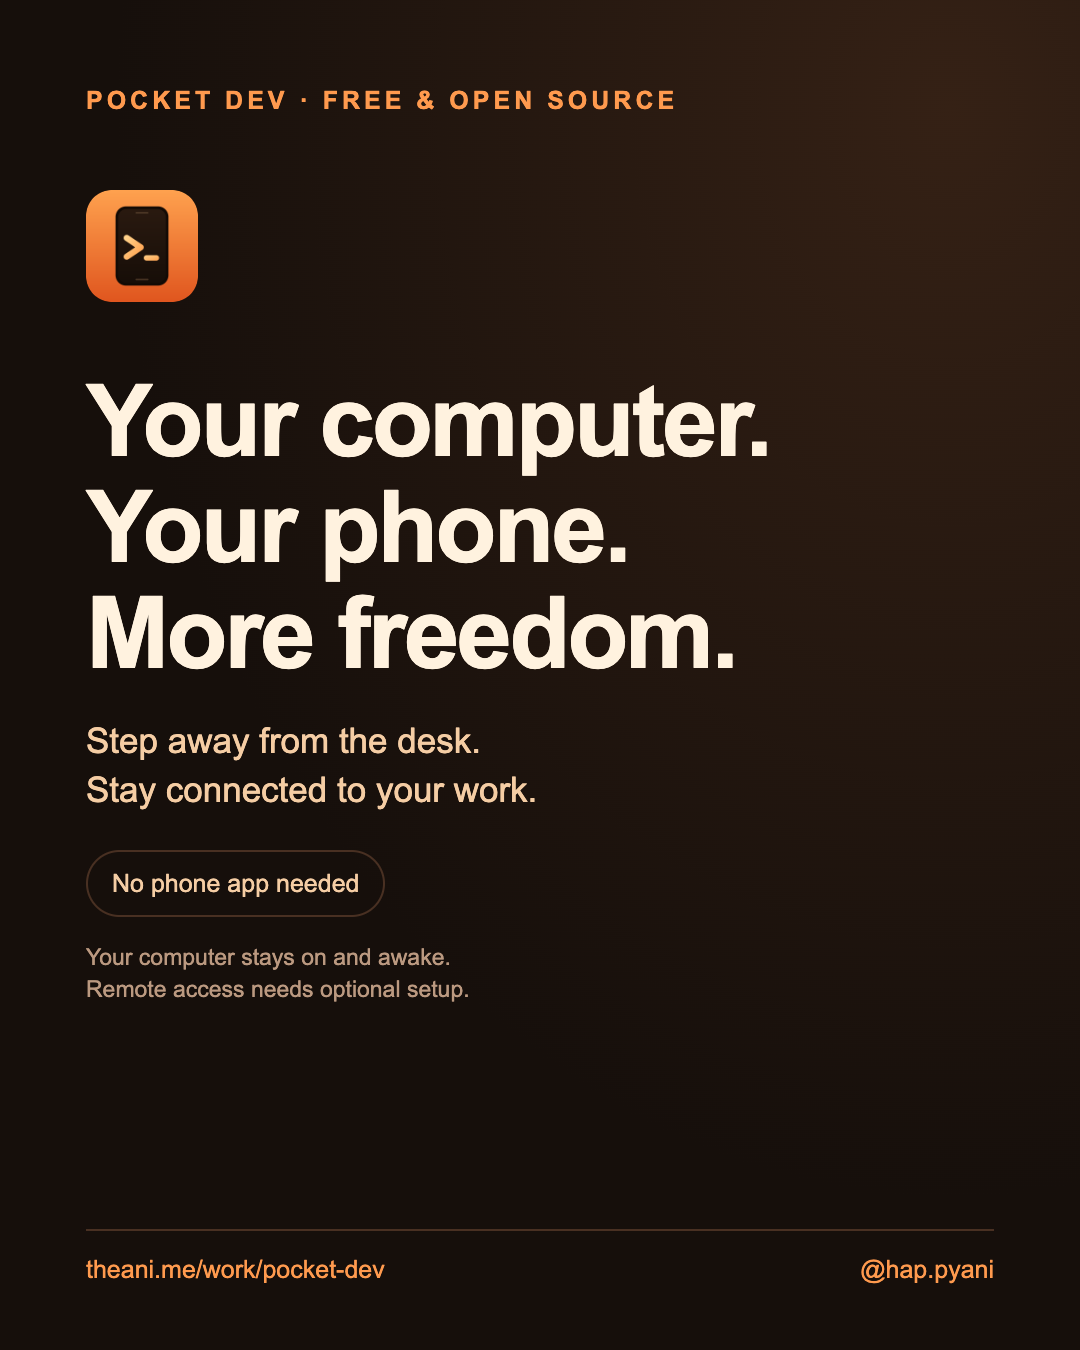 POCKET DEV · FREE & OPEN SOURCE
>_
Your computer.
Your phone.
More freedom.
Step away from the desk.
Stay connected to your work.
No phone app needed
Your computer stays on and awake.
Remote access needs optional setup.
theani.me/work/pocket-dev
@hap.pyani